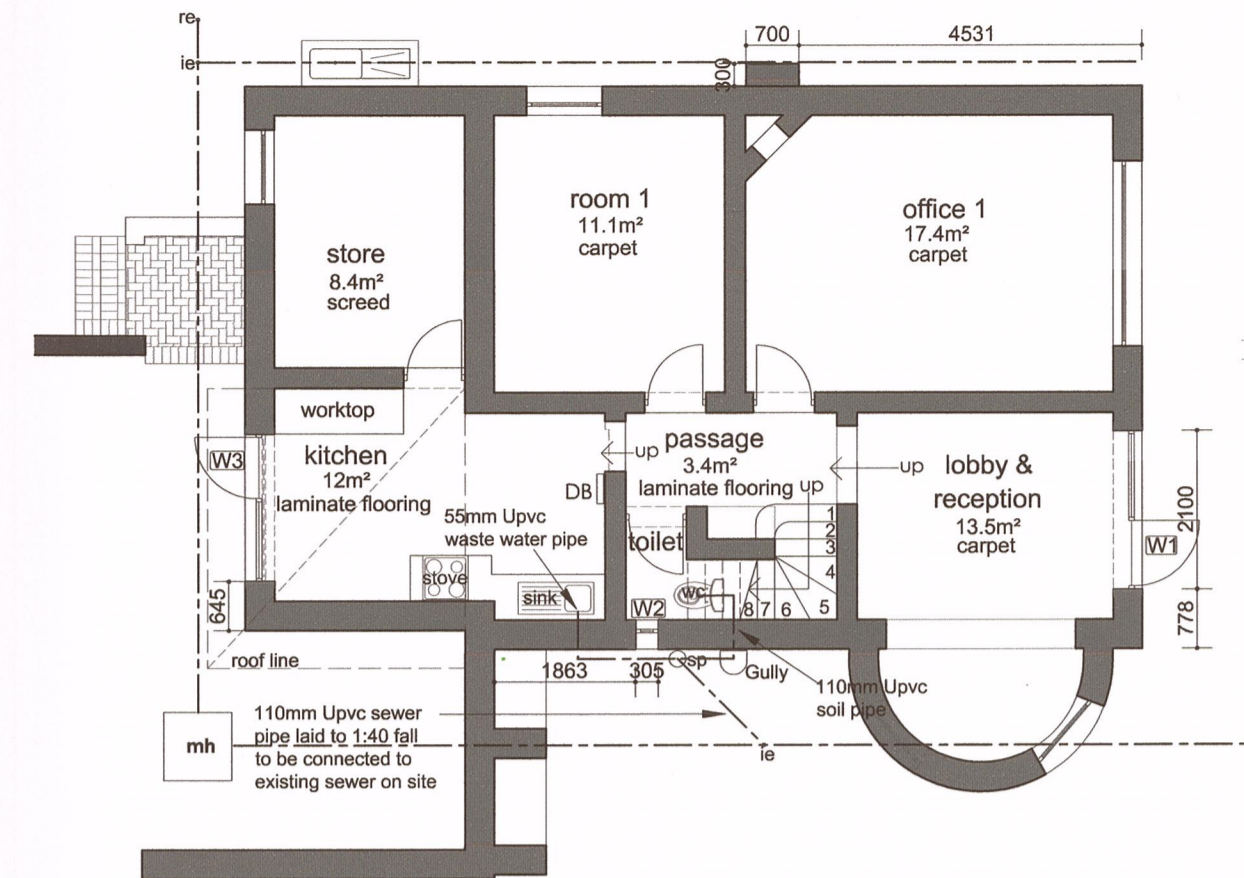 re
ie
700
4531
300
room 1
11.1m²
carpet
office 1
17.4m²
carpet
store
8.4m²
screed
worktop
W3
kitchen
12m²
laminate flooring
up
passage
3.4m²
laminate flooring
up
up
lobby &
reception
13.5m²
carpet
DB
55mm Upvc
waste water pipe
toilet
1
2
3
4
5
6
7
8
W1
2100
778
stove
sink
wc
W2
645
roof line
1863
305
sp
Gully
110mm Upvc
soil pipe
110mm Upvc sewer
pipe laid to 1:40 fall
to be connected to
existing sewer on site
mh
ie